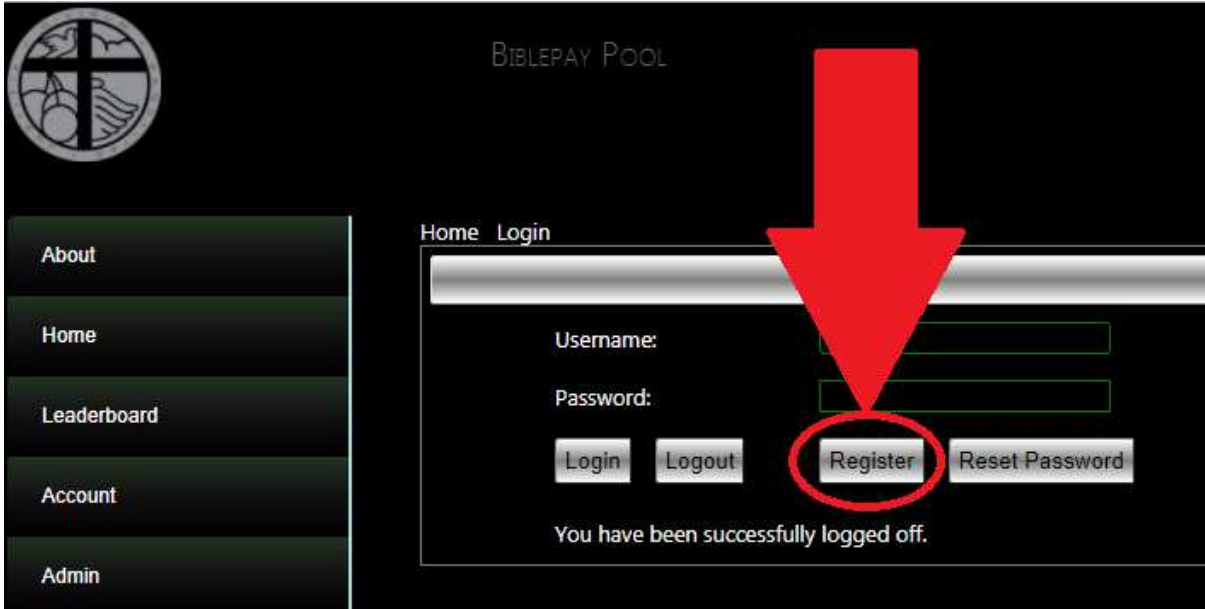 BIBLEPAY POOL
Home Login
About
Home
Leaderboard
Account
Admin
Username:
Password:
Login Logout Register Reset Password
You have been successfully logged off.